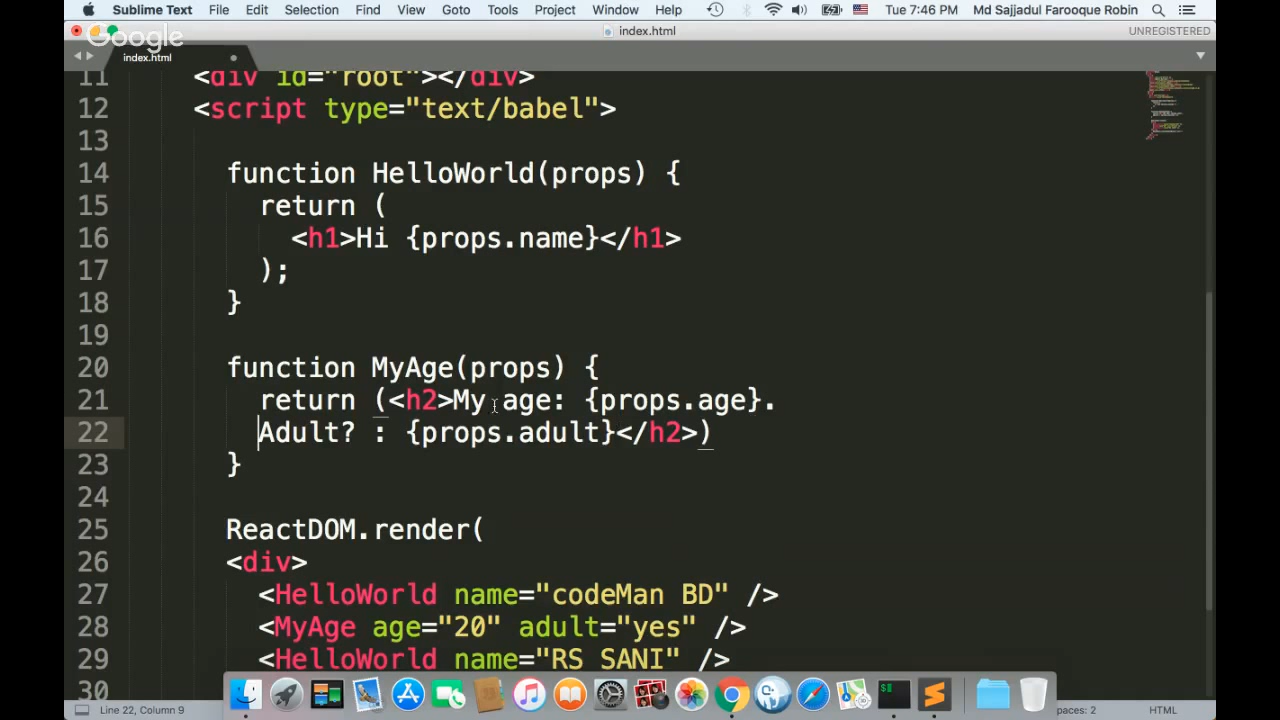 Sublime Text File Edit Selection Find View Goto Tools Project Window Help Tue 7:46 PM Md Sajjadul Farooque Robin
Google
index.html UNREGISTERED
index.html
11 <div id="root"></div>
12 <script type="text/babel">
13
14 function HelloWorld(props) {
15 return (
16 <h1>Hi {props.name}</h1>
17 );
18 }
19
20 function MyAge(props) {
21 return (<h2>My age: {props.age}.
22 Adult? : {props.adult}</h2>)
23 }
24
25 ReactDOM.render(
26 <div>
27 <HelloWorld name="codeMan BD" />
28 <MyAge age="20" adult="yes" />
29 <HelloWorld name="RS SANI" />
30
Line 22, Column 9 paces: 2 HTML